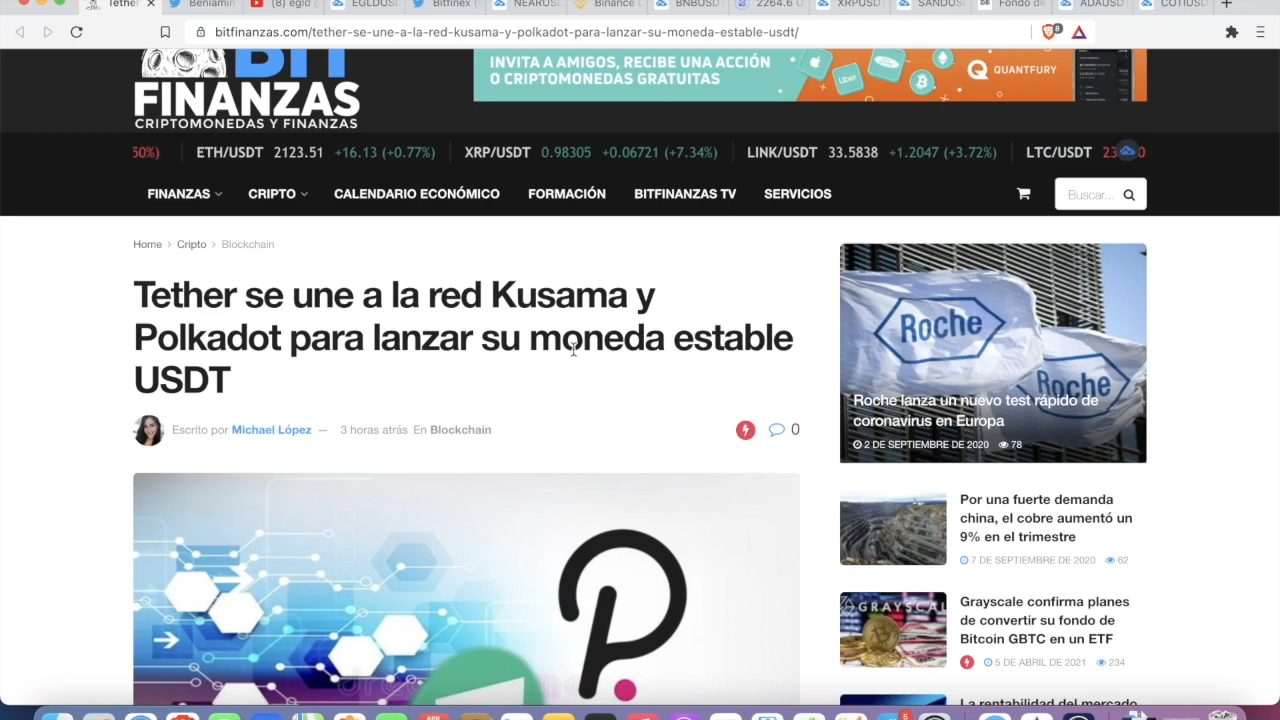 Tether
Benjamin
EGLDUS
Bitfinex (
NEARUS
Binance
BNBUST
2264.6
XRPUST
SANDUS
Fondo de
ADAUSD
COTIUSD
bitfinanzas.com/tether-se-une-a-la-red-kusama-y-polkadot-para-lanzar-su-moneda-estable-usdt/
8
BIT
FINANZAS
CRIPTOMONEDAS Y FINANZAS
INVITA A AMIGOS, RECIBE UNA ACCIÓN
O CRIPTOMONEDAS GRATUITAS
Uber
QUANTFURY
50%)
ETH/USDT 2123.51 +16.13 (+0.77%)
XRP/USDT 0.98305 +0.06721 (+7.34%)
LINK/USDT 33.5838 +1.2047 (+3.72%)
LTC/USDT 23
FINANZAS
CRIPTO
CALENDARIO ECONÓMICO
FORMACIÓN
BITFINANZAS TV
SERVICIOS
Buscar...
Home > Cripto > Blockchain
Tether se une a la red Kusama y
Polkadot para lanzar su moneda estable
USDT
Escrito por Michael López — 3 horas atrás En Blockchain
0
Roche
Roche
Roche lanza un nuevo test rápido de
coronavirus en Europa
2 DE SEPTIEMBRE DE 2020 78
Por una fuerte demanda
china, el cobre aumentó un
9% en el trimestre
7 DE SEPTIEMBRE DE 2020 62
GRAYSCAL
Grayscale confirma planes
de convertir su fondo de
Bitcoin GBTC en un ETF
5 DE ABRIL DE 2021 234
La rentabilidad del mercado